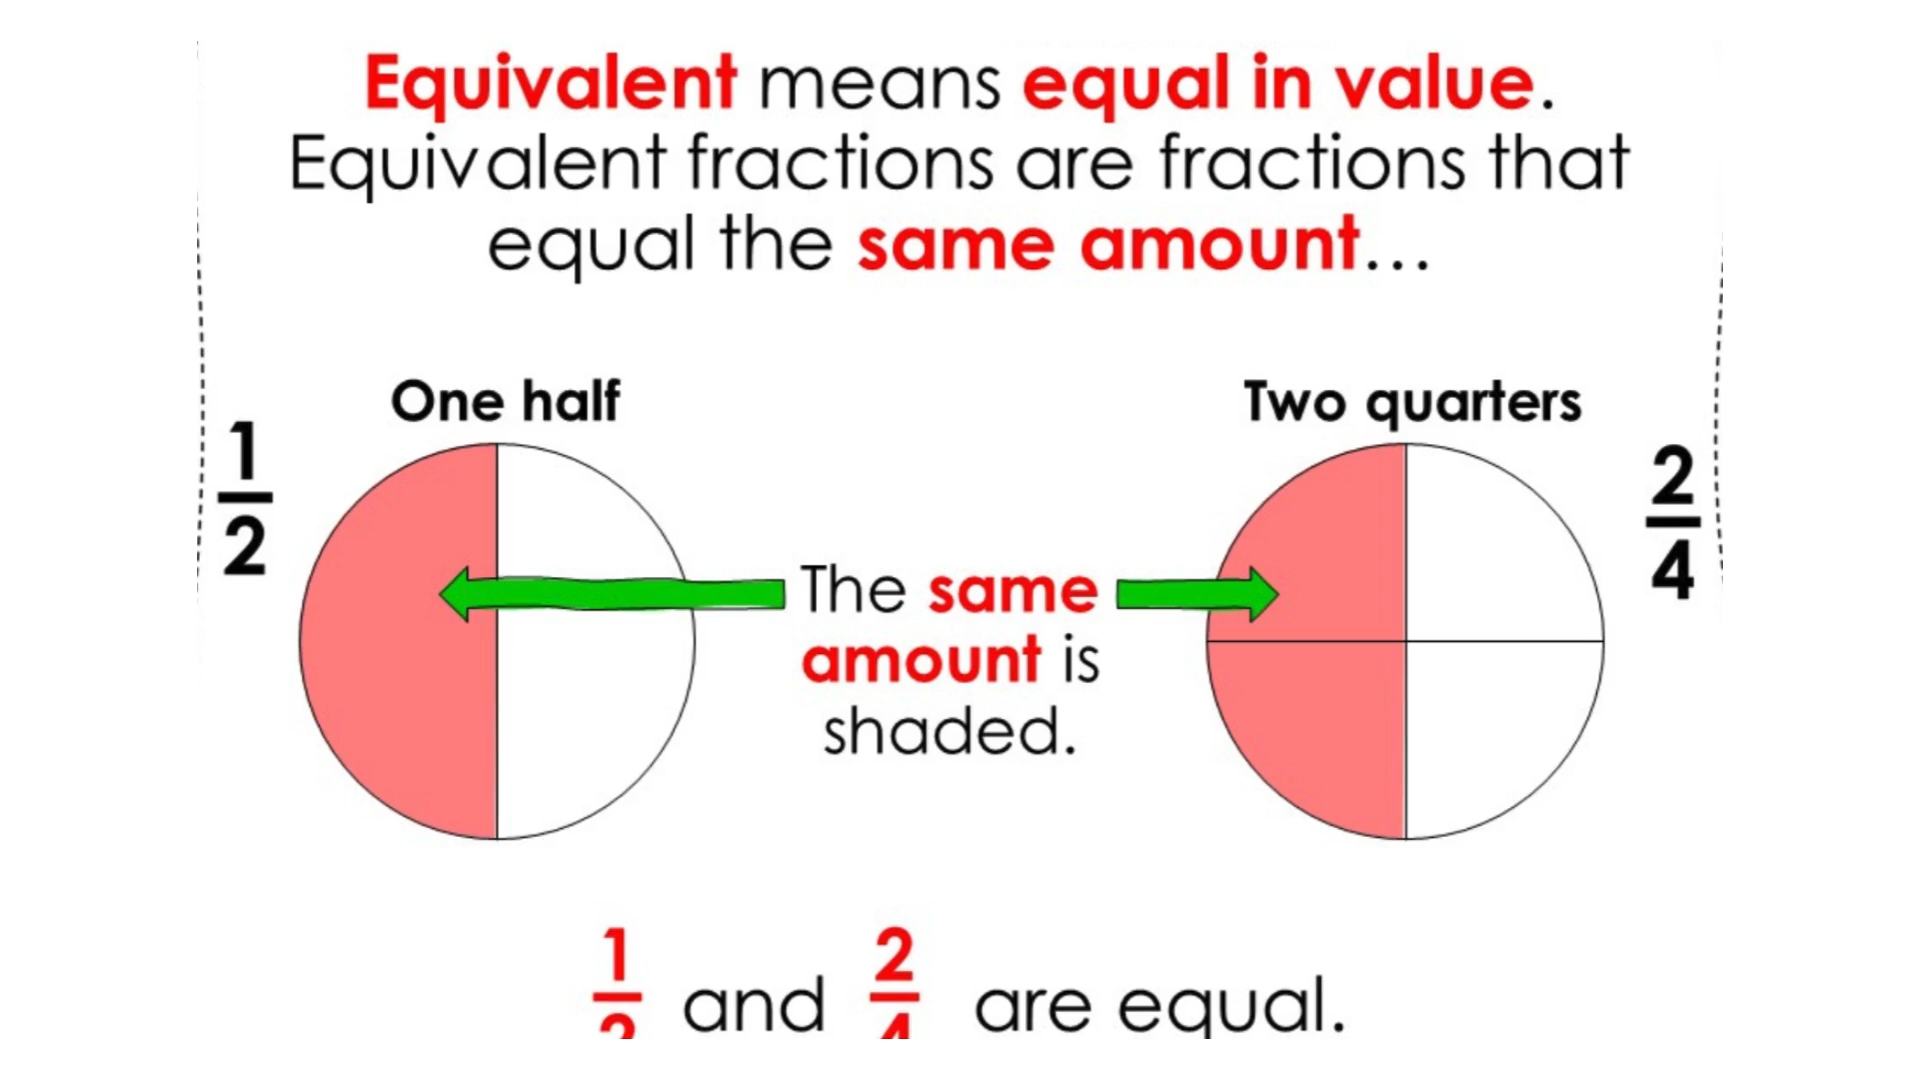 Equivalent means equal in value.
Equivalent fractions are fractions that
equal the same amount...
One half
1
2
Two quarters
2
4
The same
amount is
shaded.
1/2 and 2/4 are equal.